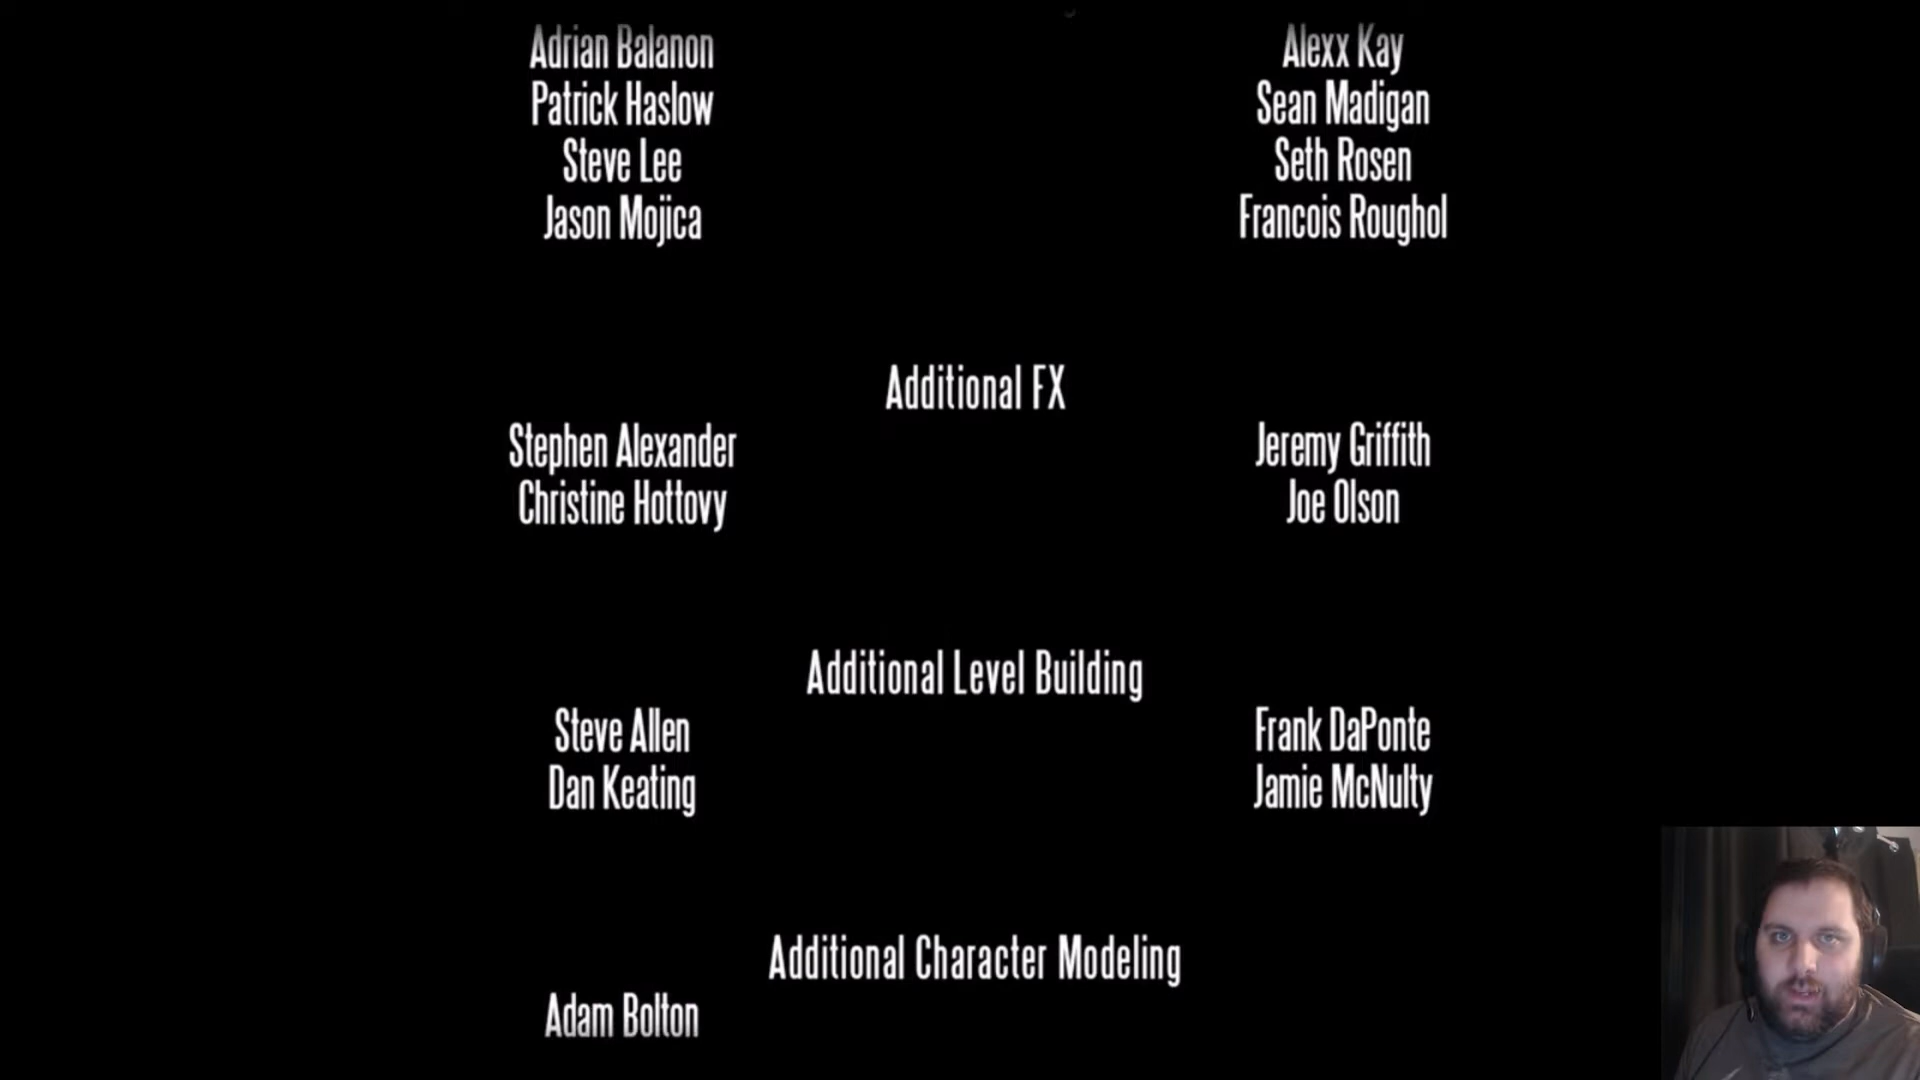 Adrian Balanon
Alexx Kay
Patrick Haslow
Sean Madigan
Steve Lee
Seth Rosen
Jason Mojica
Francois Roughol
Additional FX
Stephen Alexander
Jeremy Griffith
Christine Hottovy
Joe Olson
Additional Level Building
Steve Allen
Frank DaPonte
Dan Keating
Jamie McNulty
Additional Character Modeling
Adam Bolton